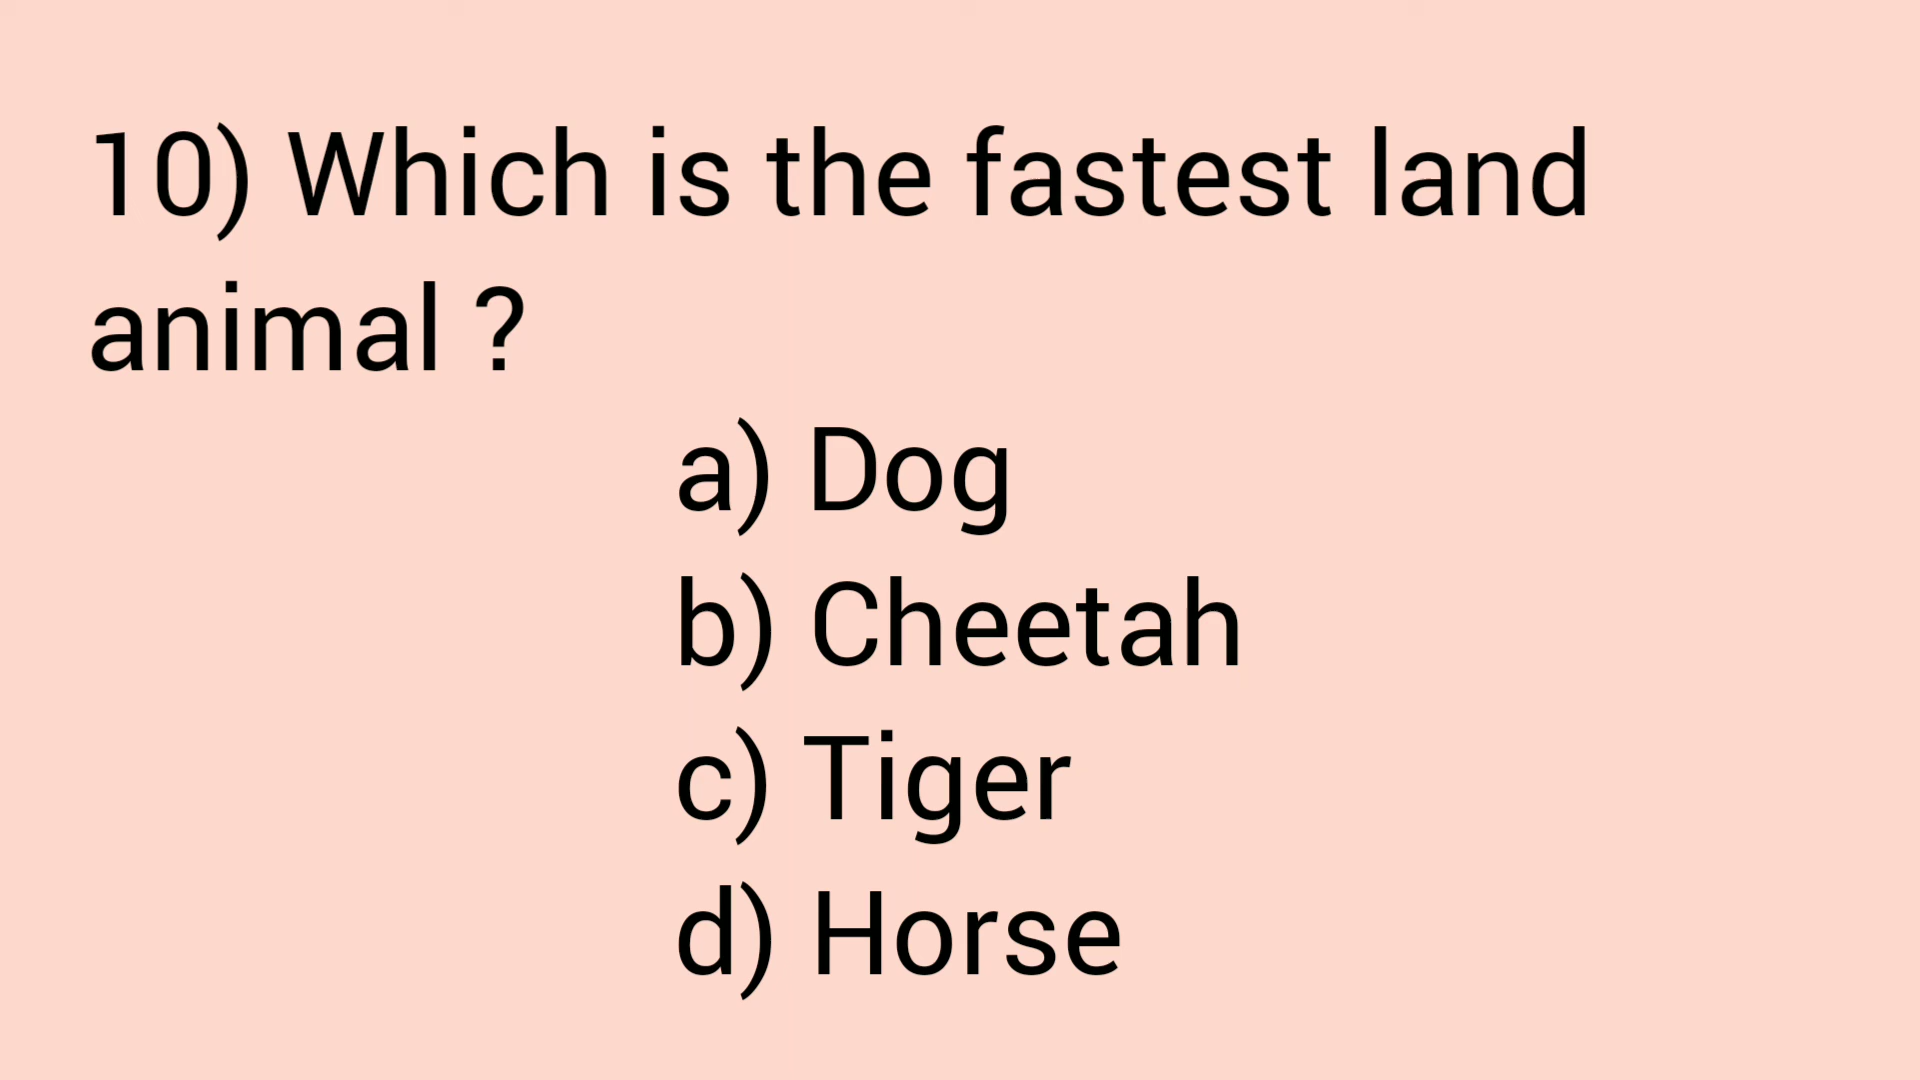 10) Which is the fastest land
animal ?
a) Dog
b) Cheetah
c) Tiger
d) Horse